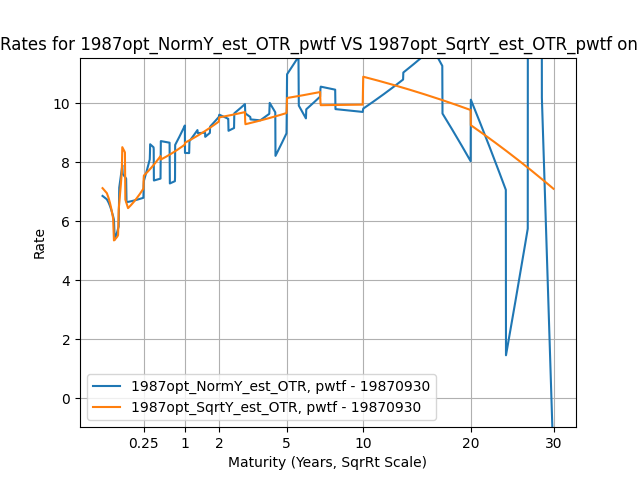 Rates for 1987opt_NormY_est_OTR_pwtf VS 1987opt_SqrtY_est_OTR_pwtf on
10
8
6
4
2
0
Rate
1987opt_NormY_est_OTR, pwtf - 19870930
1987opt_SqrtY_est_OTR, pwtf - 19870930
0.25 1 2 5 10 20 30
Maturity (Years, SqrRt Scale)